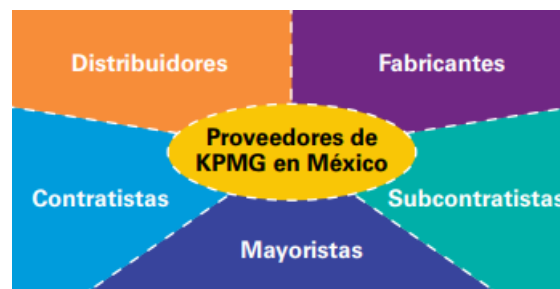 Distribuidores
Fabricantes
Proveedores de
KPMG en México
Contratistas
Subcontratistas
Mayoristas